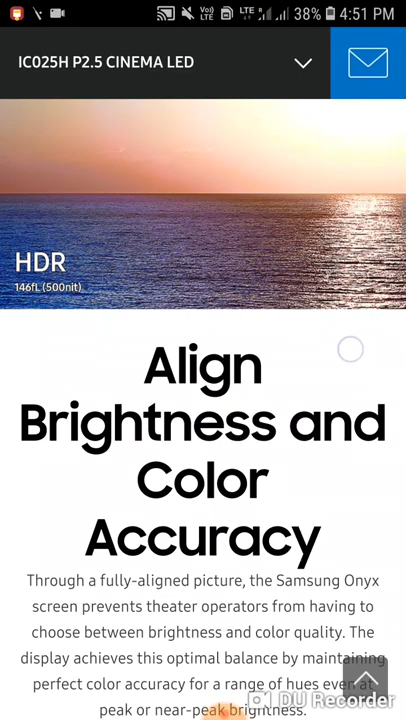 Vo)) LTE LTE 38% 4:51 PM
IC025H P2.5 CINEMA LED
HDR
146fL (500nit)
Align
Brightness and
Color
Accuracy
Through a fully-aligned picture, the Samsung Onyx
screen prevents theater operators from having to
choose between brightness and color quality. The
display achieves this optimal balance by maintaining
perfect color accuracy for a range of hues even at
peak or near-peak brightness.
DU Recorder